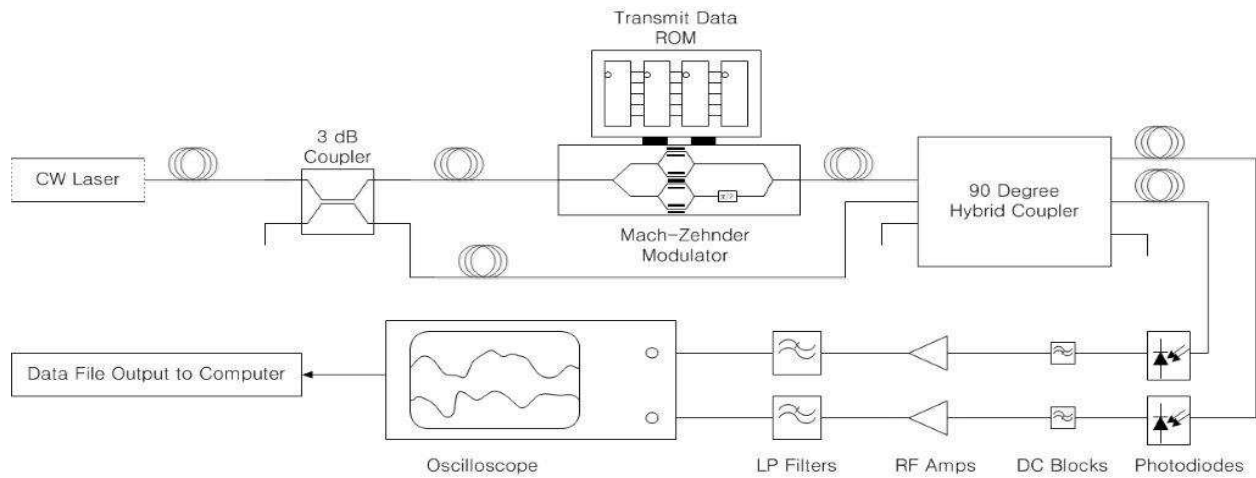 Transmit Data
ROM
3 dB
Coupler
CW Laser
π/2
90 Degree
Hybrid Coupler
Mach-Zehnder
Modulator
Data File Output to Computer
Oscilloscope
LP Filters
RF Amps
DC Blocks
Photodiodes